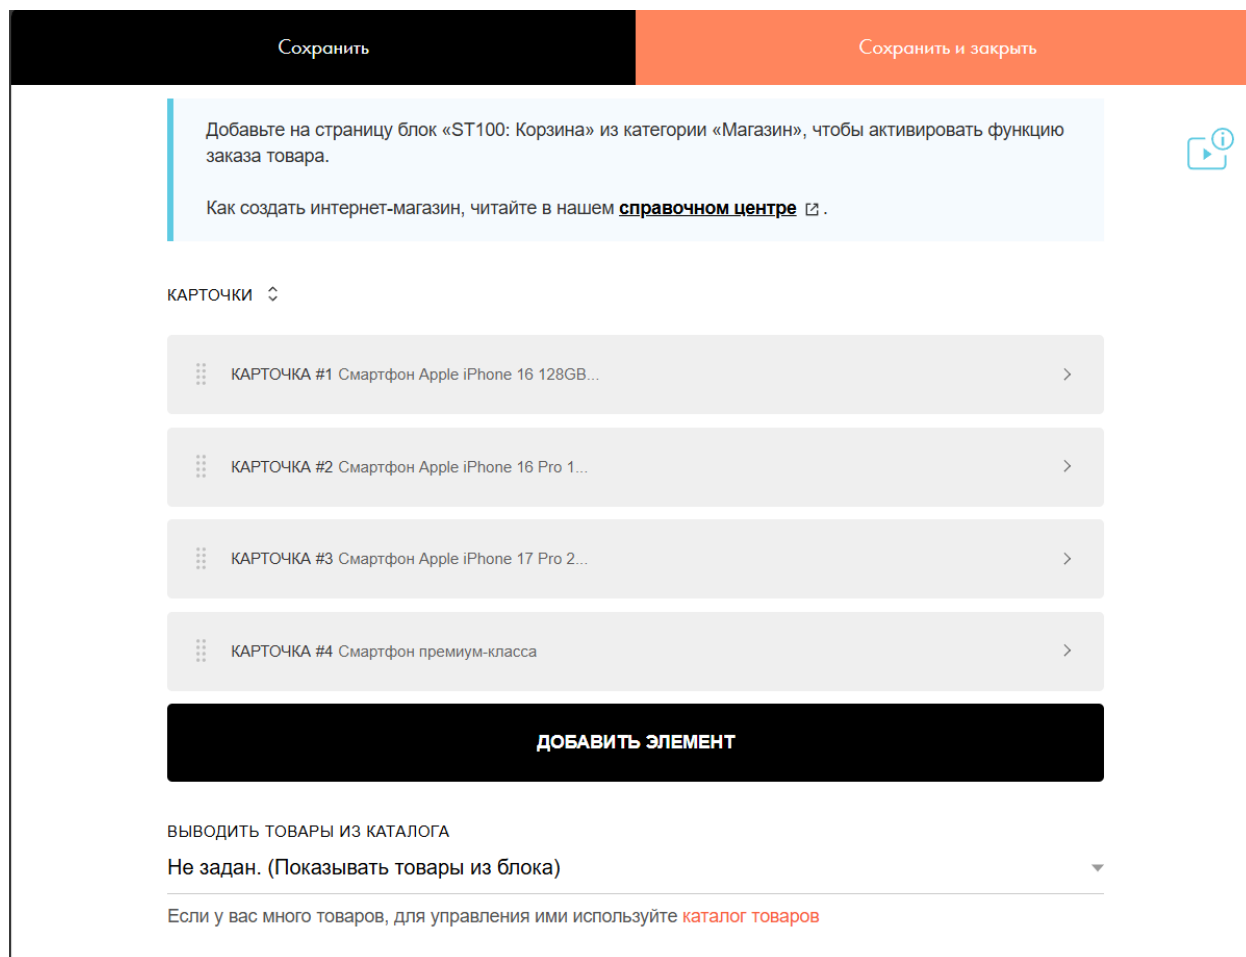 Сохранить
Сохранить и закрыть
Добавьте на страницу блок «ST100: Корзина» из категории «Магазин», чтобы активировать функцию
заказа товара.
Как создать интернет-магазин, читайте в нашем справочном центре .
КАРТОЧКИ
КАРТОЧКА #1 Смартфон Apple iPhone 16 128GB...
КАРТОЧКА #2 Смартфон Apple iPhone 16 Pro 1...
КАРТОЧКА #3 Смартфон Apple iPhone 17 Pro 2...
КАРТОЧКА #4 Смартфон премиум-класса
ДОБАВИТЬ ЭЛЕМЕНТ
ВЫВОДИТЬ ТОВАРЫ ИЗ КАТАЛОГА
Не задан. (Показывать товары из блока)
Если у вас много товаров, для управления ими используйте каталог товаров